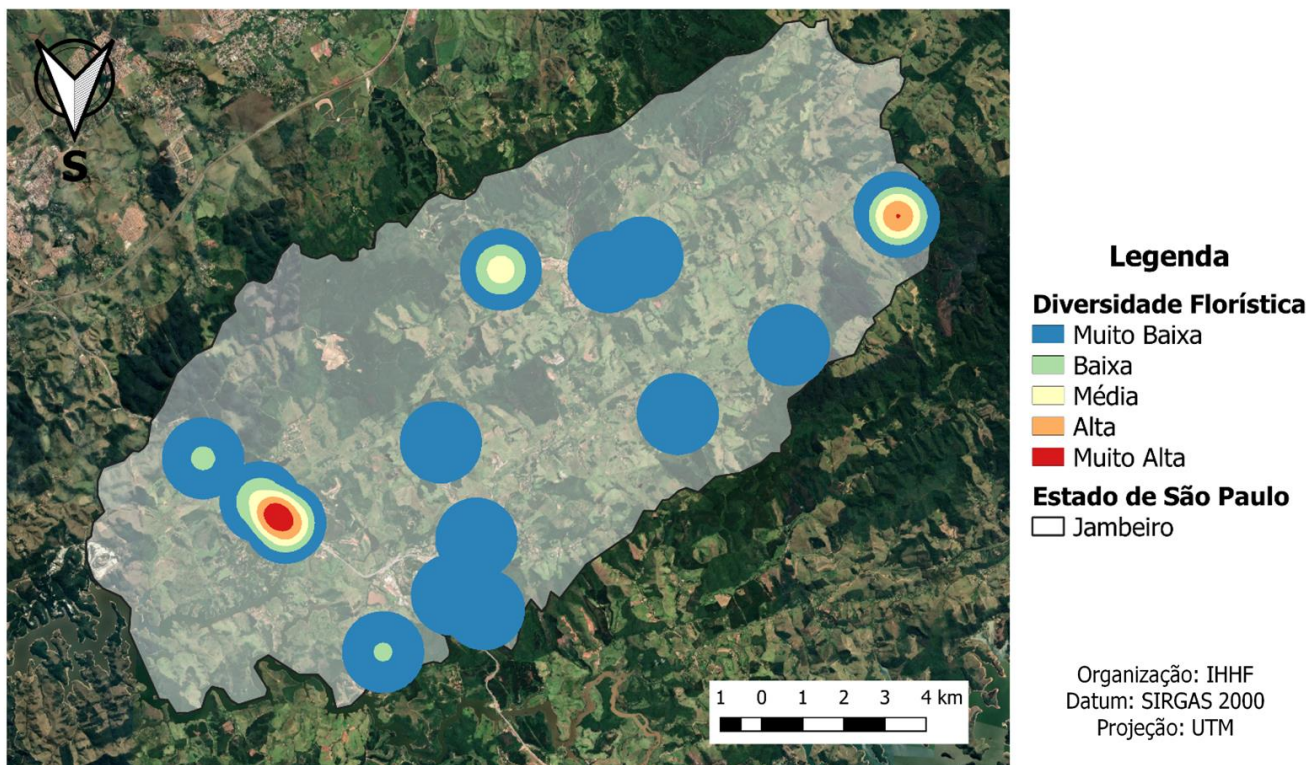 S
Legenda
Diversidade Florística
Muito Baixa
Baixa
Média
Alta
Muito Alta
Estado de São Paulo
Jambeiro
1 0 1 2 3 4 km
Organização: IHHF
Datum: SIRGAS 2000
Projeção: UTM